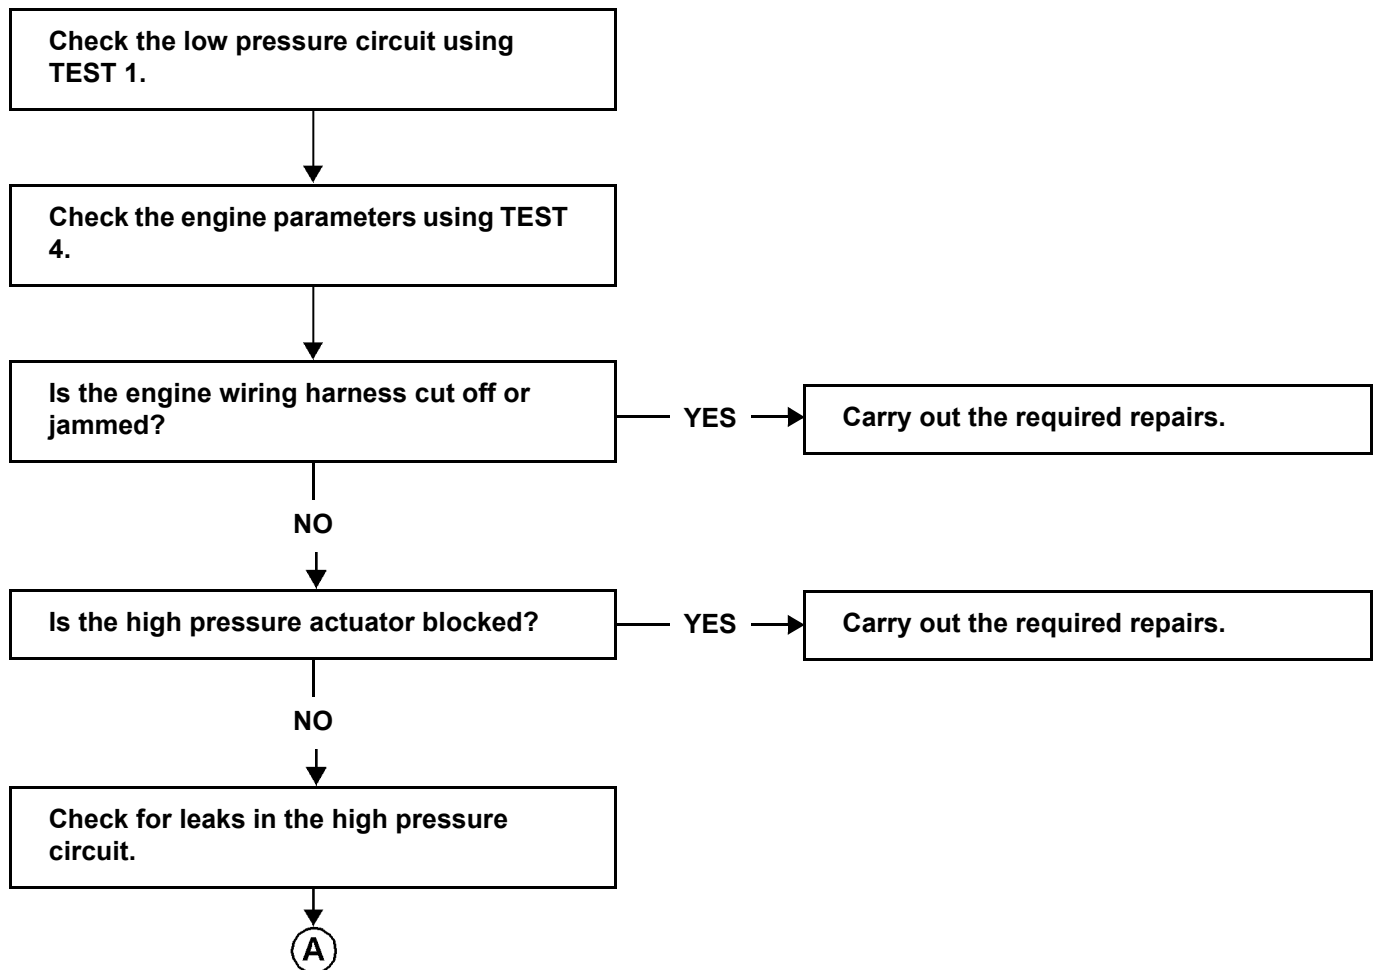 Check the low pressure circuit using
TEST 1.
Check the engine parameters using TEST
4.
Is the engine wiring harness cut off or
jammed?
YES
Carry out the required repairs.
NO
Is the high pressure actuator blocked?
YES
Carry out the required repairs.
NO
Check for leaks in the high pressure
circuit.
A